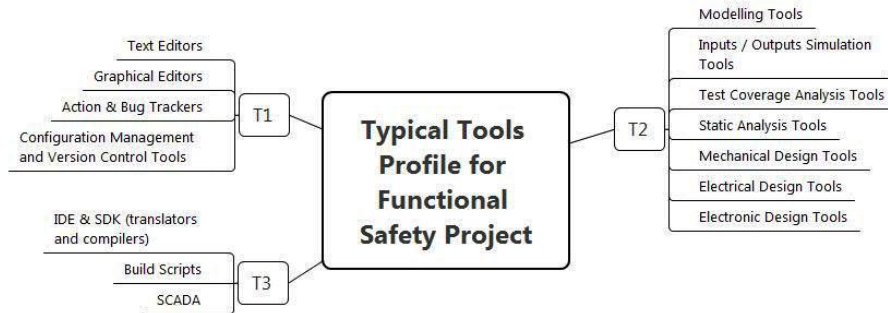 Text Editors
Graphical Editors
Action & Bug Trackers
Configuration Management
and Version Control Tools
T1
IDE & SDK (translators
and compilers)
Build Scripts
SCADA
T3
Typical Tools
Profile for
Functional
Safety Project
T2
Modelling Tools
Inputs / Outputs Simulation
Tools
Test Coverage Analysis Tools
Static Analysis Tools
Mechanical Design Tools
Electrical Design Tools
Electronic Design Tools